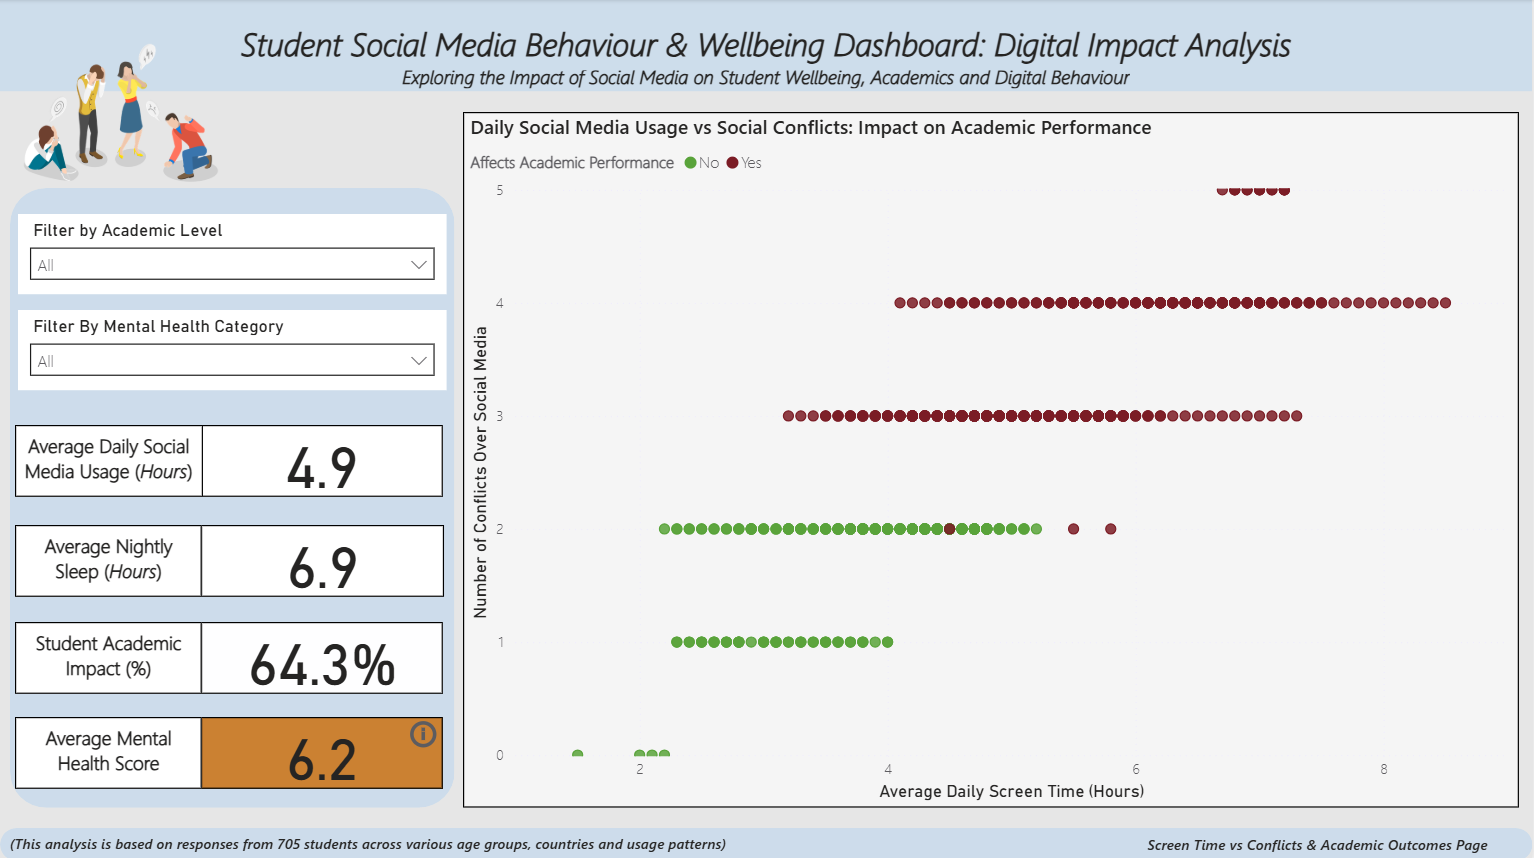 Student Social Media Behaviour & Wellbeing Dashboard: Digital Impact Analysis
Exploring the Impact of Social Media on Student Wellbeing, Academics and Digital Behaviour
Filter by Academic Level
All
Filter By Mental Health Category
All
Average Daily Social
Media Usage (Hours)
4.9
Average Nightly
Sleep (Hours)
6.9
Student Academic
Impact (%)
64.3%
Average Mental
Health Score
6.2
Daily Social Media Usage vs Social Conflicts: Impact on Academic Performance
Affects Academic Performance No Yes
Number of Conflicts Over Social Media
5
4
3
2
1
0
2 4 6 8
Average Daily Screen Time (Hours)
(This analysis is based on responses from 705 students across various age groups, countries and usage patterns)
Screen Time vs Conflicts & Academic Outcomes Page